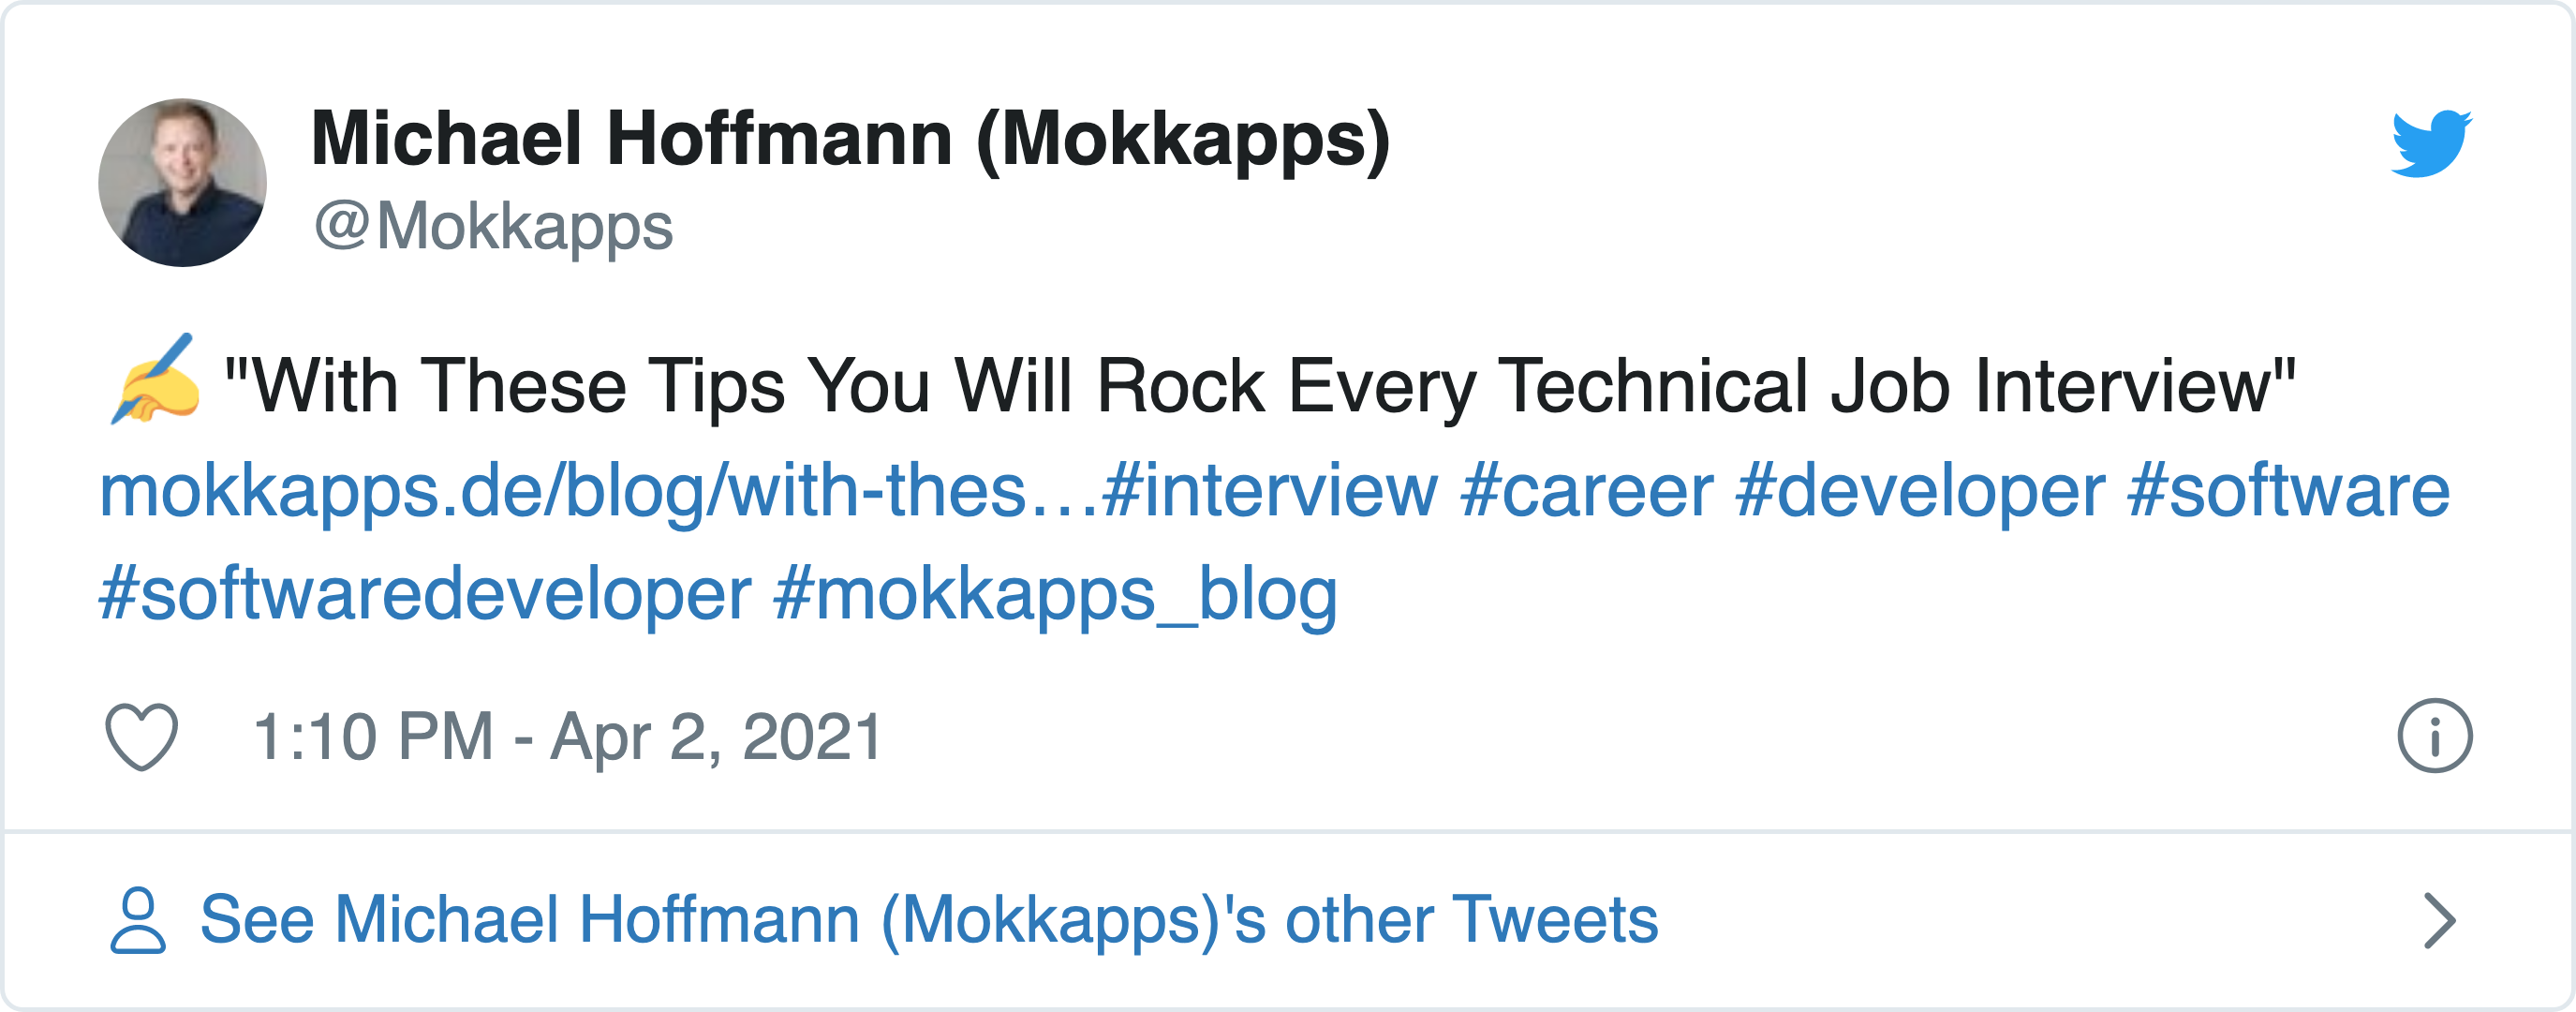 Michael Hoffmann (Mokkapps)
@Mokkapps
✍️ "With These Tips You Will Rock Every Technical Job Interview"
mokkapps.de/blog/with-thes…#interview #career #developer #software
#softwaredeveloper #mokkapps_blog
1:10 PM - Apr 2, 2021
See Michael Hoffmann (Mokkapps)'s other Tweets